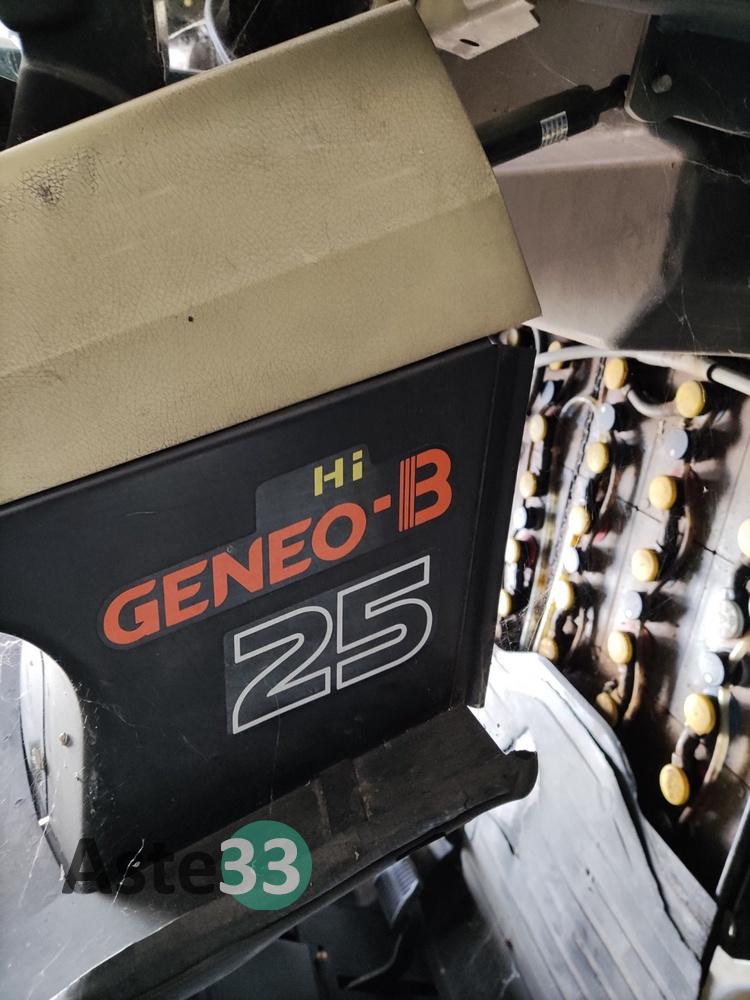 Hi
GENEO-B
25
Aste33